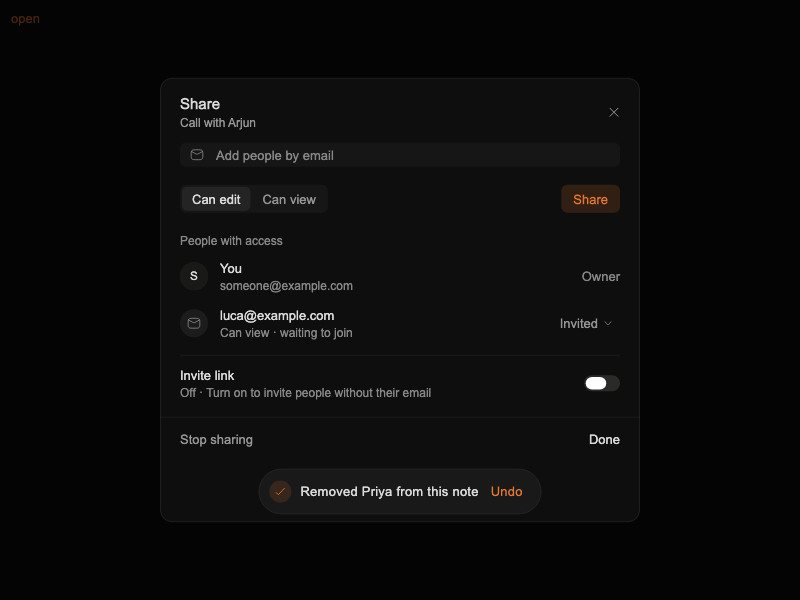 open
Share
Call with Arjun
Add people by email
Can edit Can view Share
People with access
S You
someone@example.com Owner
luca@example.com
Can view · waiting to join Invited
Invite link
Off · Turn on to invite people without their email
Stop sharing Done
Removed Priya from this note Undo